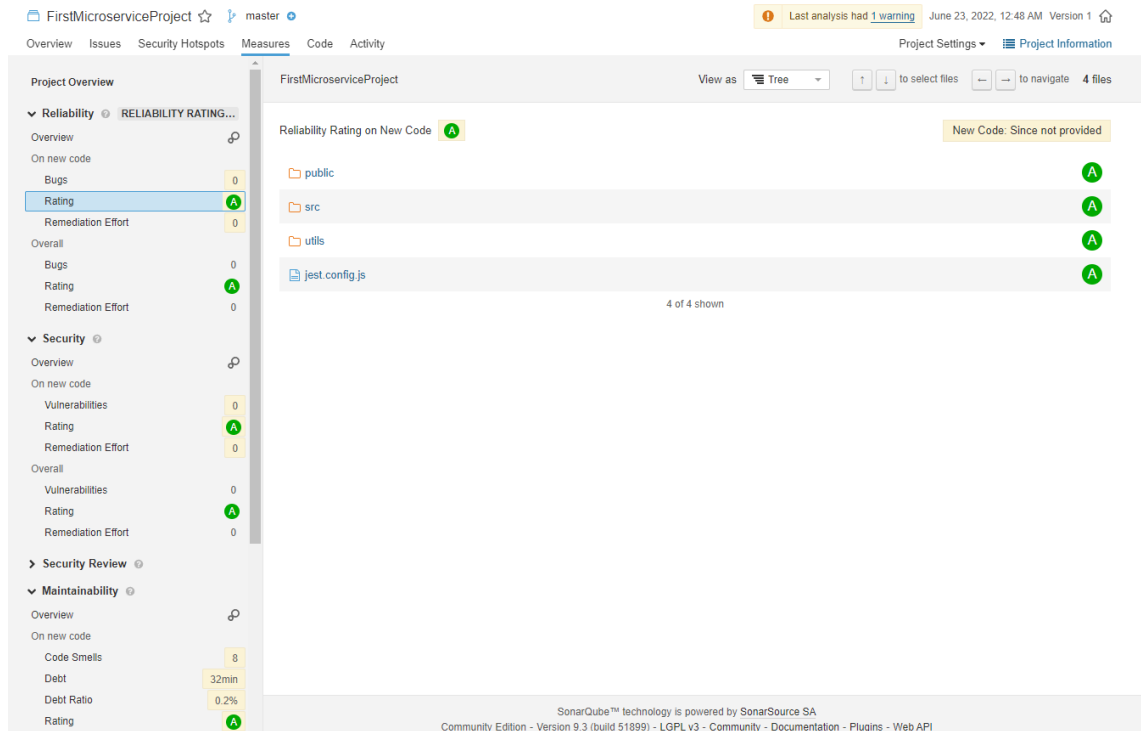 FirstMicroserviceProject master Last analysis had 1 warning June 23, 2022, 12:48 AM Version 1
Overview Issues Security Hotspots Measures Code Activity Project Settings Project Information
Project Overview
Reliability RELIABILITY RATING...
Overview
On new code
Bugs 0
Rating A
Remediation Effort 0
Overall
Bugs 0
Rating A
Remediation Effort 0
Security
Overview
On new code
Vulnerabilities 0
Rating A
Remediation Effort 0
Overall
Vulnerabilities 0
Rating A
Remediation Effort 0
Security Review
Maintainability
Overview
On new code
Code Smells 8
Debt 32min
Debt Ratio 0.2%
Rating A
FirstMicroserviceProject View as Tree ↑ ↓ to select files ← → to navigate 4 files
Reliability Rating on New Code A New Code: Since not provided
public A
src A
utils A
jest.config.js A
4 of 4 shown
SonarQube™ technology is powered by SonarSource SA
Community Edition - Version 9.3 (build 51899) - LGPL v3 - Community - Documentation - Plugins - Web API